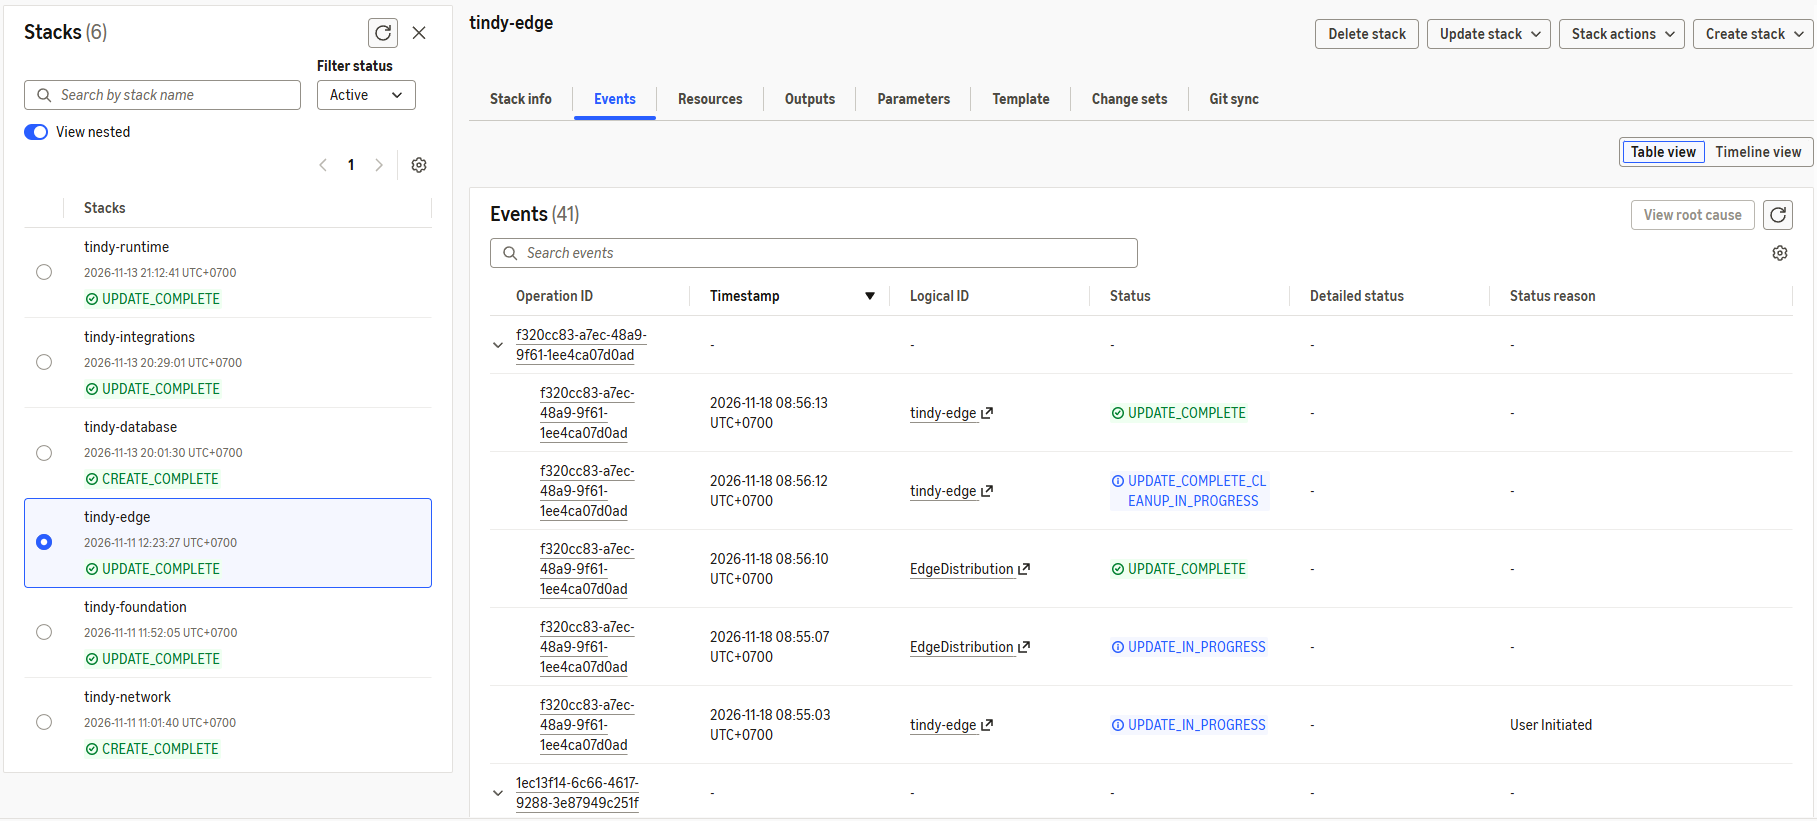 Stacks (6)
Filter status
Search by stack name
Active
View nested
1
Stacks
tindy-runtime
2026-11-13 21:12:41 UTC+0700
UPDATE_COMPLETE
tindy-integrations
2026-11-13 20:29:01 UTC+0700
UPDATE_COMPLETE
tindy-database
2026-11-13 20:01:30 UTC+0700
CREATE_COMPLETE
tindy-edge
2026-11-11 12:23:27 UTC+0700
UPDATE_COMPLETE
tindy-foundation
2026-11-11 11:52:05 UTC+0700
UPDATE_COMPLETE
tindy-network
2026-11-11 11:01:40 UTC+0700
CREATE_COMPLETE
tindy-edge
Delete stack Update stack Stack actions Create stack
Stack info Events Resources Outputs Parameters Template Change sets Git sync
Table view Timeline view
Events (41)
View root cause
Search events
Operation ID Timestamp Logical ID Status Detailed status Status reason
f320cc83-a7ec-48a9-
9f61-1ee4ca07d0ad
- - - - -
f320cc83-a7ec-
48a9-9f61-
1ee4ca07d0ad
2026-11-18 08:56:13
UTC+0700
tindy-edge
UPDATE_COMPLETE
- -
f320cc83-a7ec-
48a9-9f61-
1ee4ca07d0ad
2026-11-18 08:56:12
UTC+0700
tindy-edge
UPDATE_COMPLETE_CL
EANUP_IN_PROGRESS
- -
f320cc83-a7ec-
48a9-9f61-
1ee4ca07d0ad
2026-11-18 08:56:10
UTC+0700
EdgeDistribution
UPDATE_COMPLETE
- -
f320cc83-a7ec-
48a9-9f61-
1ee4ca07d0ad
2026-11-18 08:55:07
UTC+0700
EdgeDistribution
UPDATE_IN_PROGRESS
- -
f320cc83-a7ec-
48a9-9f61-
1ee4ca07d0ad
2026-11-18 08:55:03
UTC+0700
tindy-edge
UPDATE_IN_PROGRESS
-
User Initiated
1ec13f14-6c66-4617-
9288-3e87949c251f
- - - - -